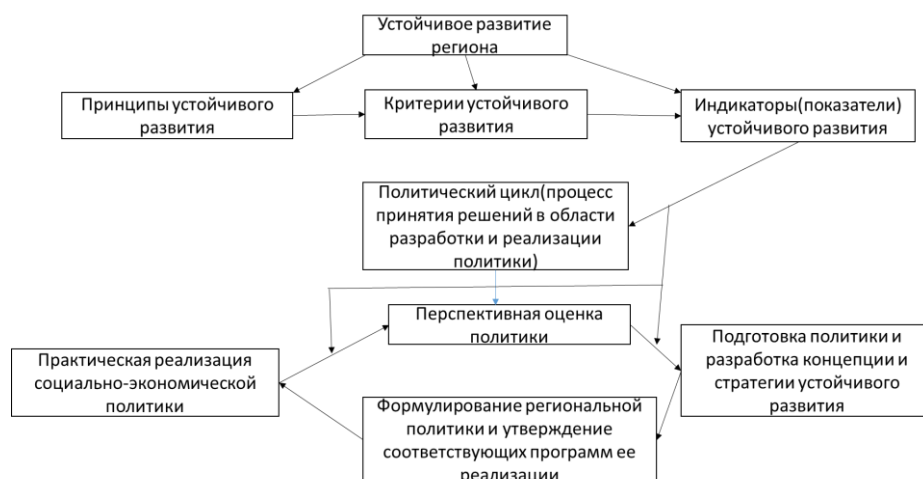 Устойчивое развитие
региона
Принципы устойчивого
развития
Критерии устойчивого
развития
Индикаторы(показатели)
устойчивого развития
Политический цикл(процесс
принятия решений в области
разработки и реализации
политики)
Перспективная оценка
политики
Практическая реализация
социально-экономической
политики
Подготовка политики и
разработка концепции и
стратегии устойчивого
развития
Формулирование региональной
политики и утверждение
соответствующих программ ее
реализации